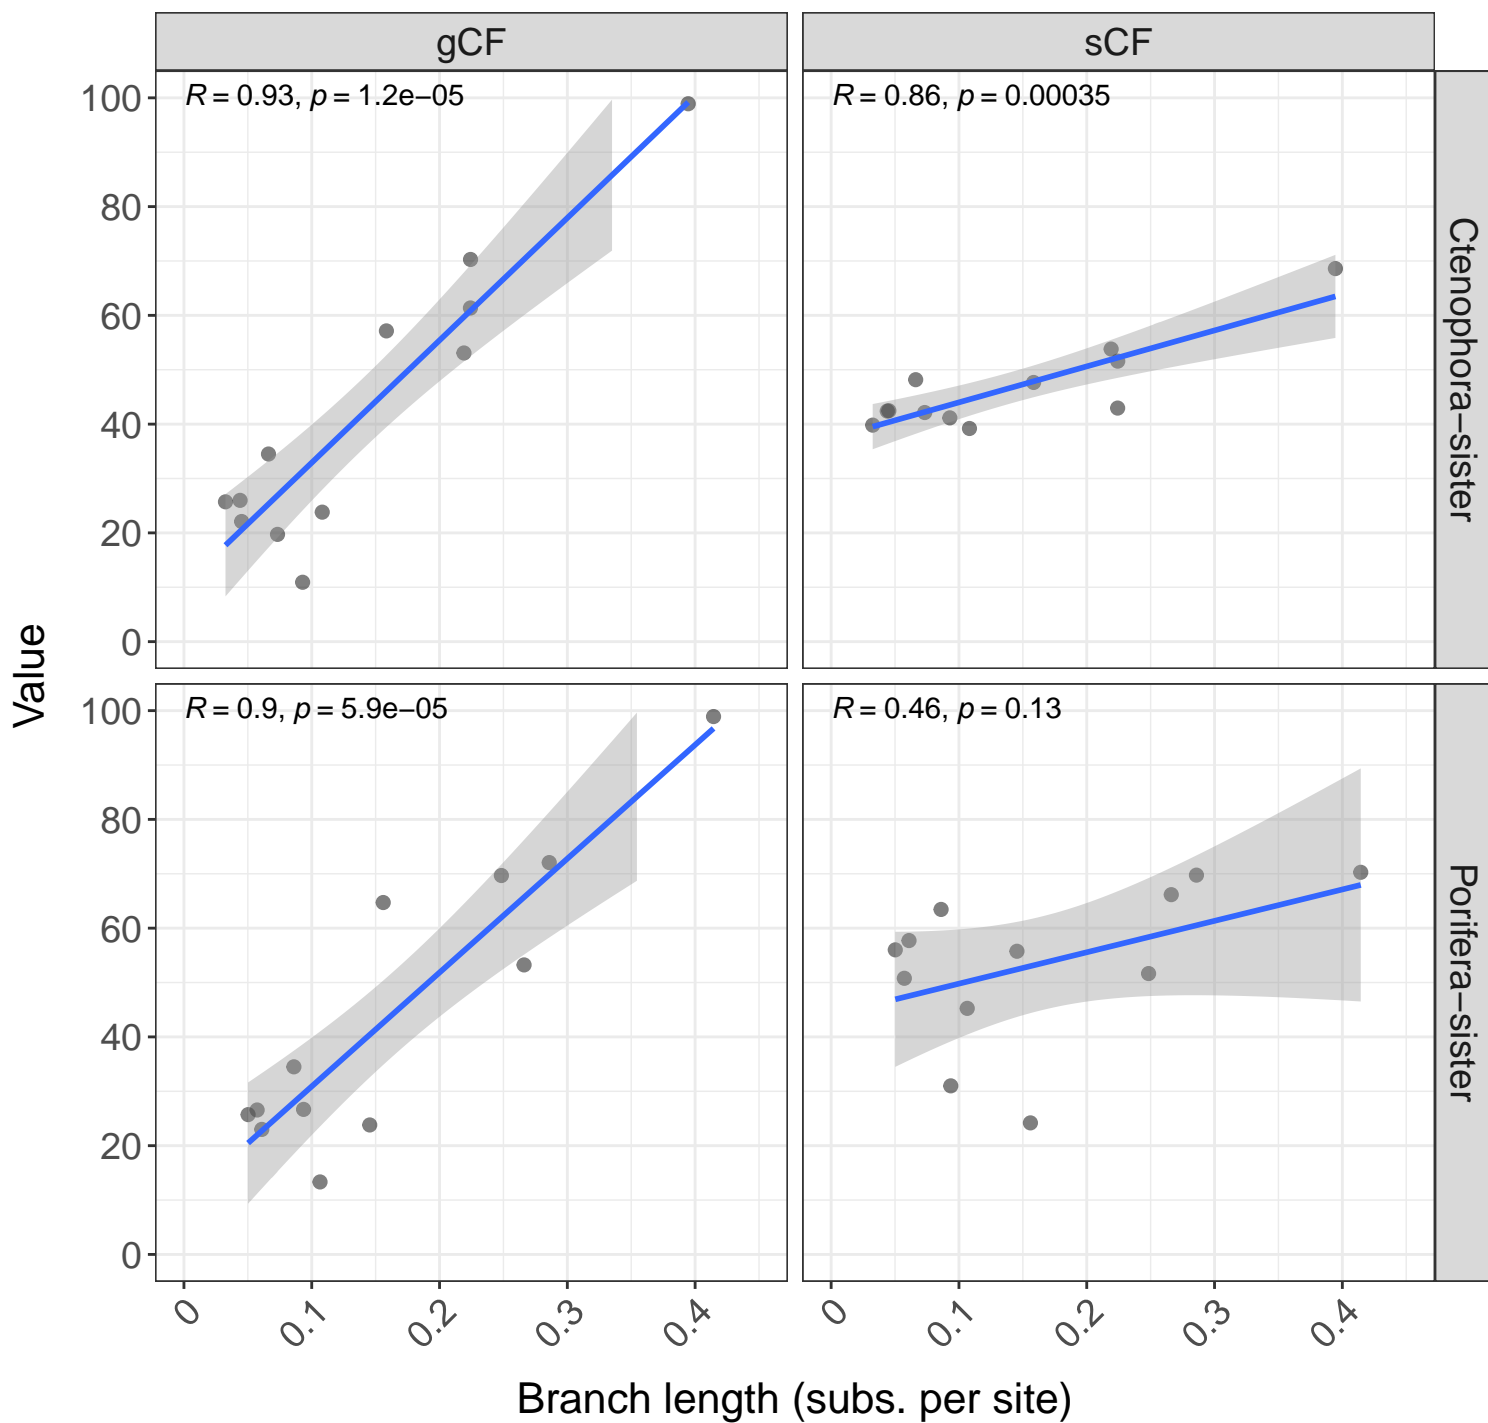 gCF
sCF
R = 0.93, p = 1.2e−05
R = 0.86, p = 0.00035
100
80
60
40
20
0
Ctenophora−sister
Value
R = 0.9, p = 5.9e−05
R = 0.46, p = 0.13
100
80
60
40
20
0
Porifera−sister
0
0.1
0.2
0.3
0.4
0
0.1
0.2
0.3
0.4
Branch length (subs. per site)